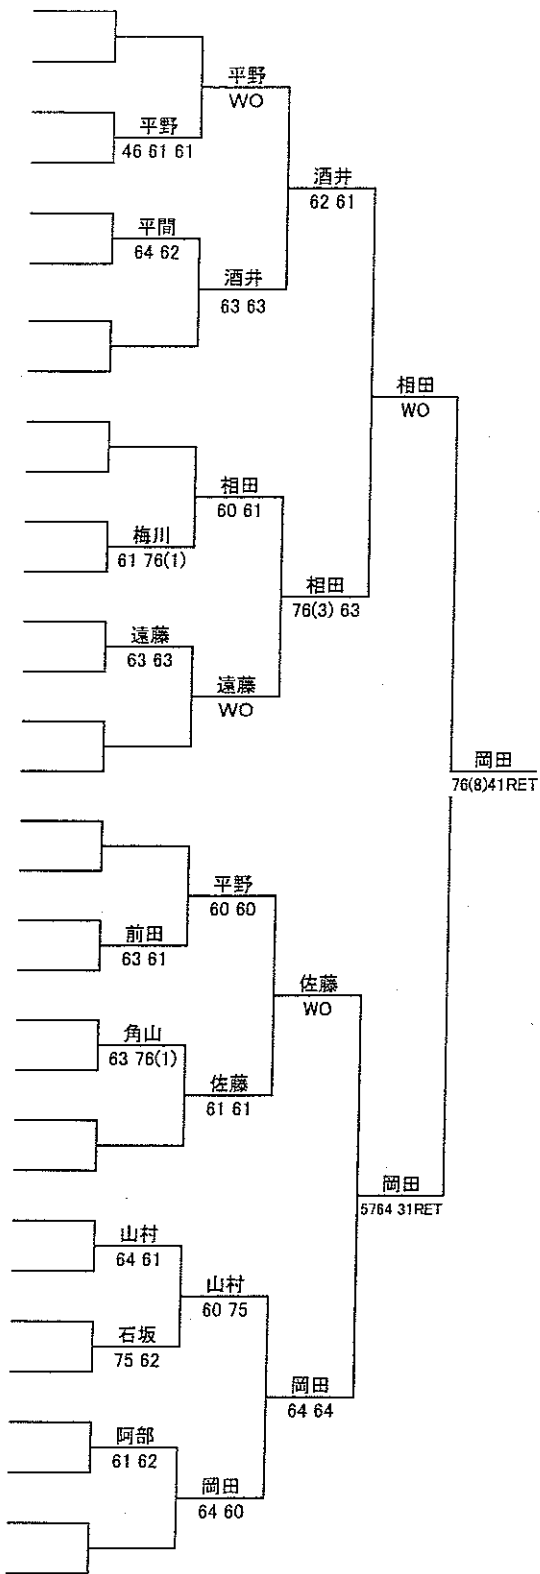 平野
WO
平野
46 61 61
酒井
62 61
平間
64 62
酒井
63 63
相田
WO
相田
60 61
梅川
61 76(1)
相田
76(3) 63
遠藤
63 63
遠藤
WO
岡田
76(8)41RET
平野
60 60
前田
63 61
佐藤
WO
角山
63 76(1)
佐藤
61 61
岡田
5764 31RET
山村
64 61
山村
60 75
石坂
75 62
岡田
64 64
阿部
61 62
岡田
64 60